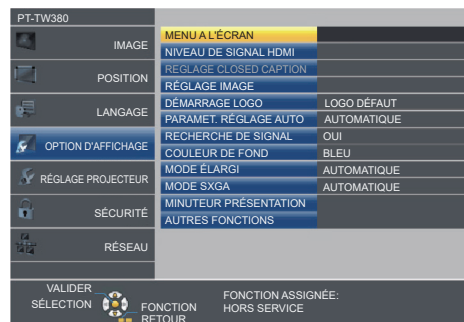 PT-TW380
IMAGE
POSITION
LANGAGE
OPTION D'AFFICHAGE
RÉGLAGE PROJECTEUR
SÉCURITÉ
RÉSEAU
MENU A L'ÉCRAN
NIVEAU DE SIGNAL HDMI
REGLAGE CLOSED CAPTION
RÉGLAGE IMAGE
DÉMARRAGE LOGO LOGO DÉFAUT
PARAMET. RÉGLAGE AUTO AUTOMATIQUE
RECHERCHE DE SIGNAL OUI
COULEUR DE FOND BLEU
MODE ÉLARGI AUTOMATIQUE
MODE SXGA AUTOMATIQUE
MINUTEUR PRÉSENTATION
AUTRES FONCTIONS
VALIDER
SÉLECTION
FONCTION
RETOUR
FONCTION ASSIGNÉE:
HORS SERVICE